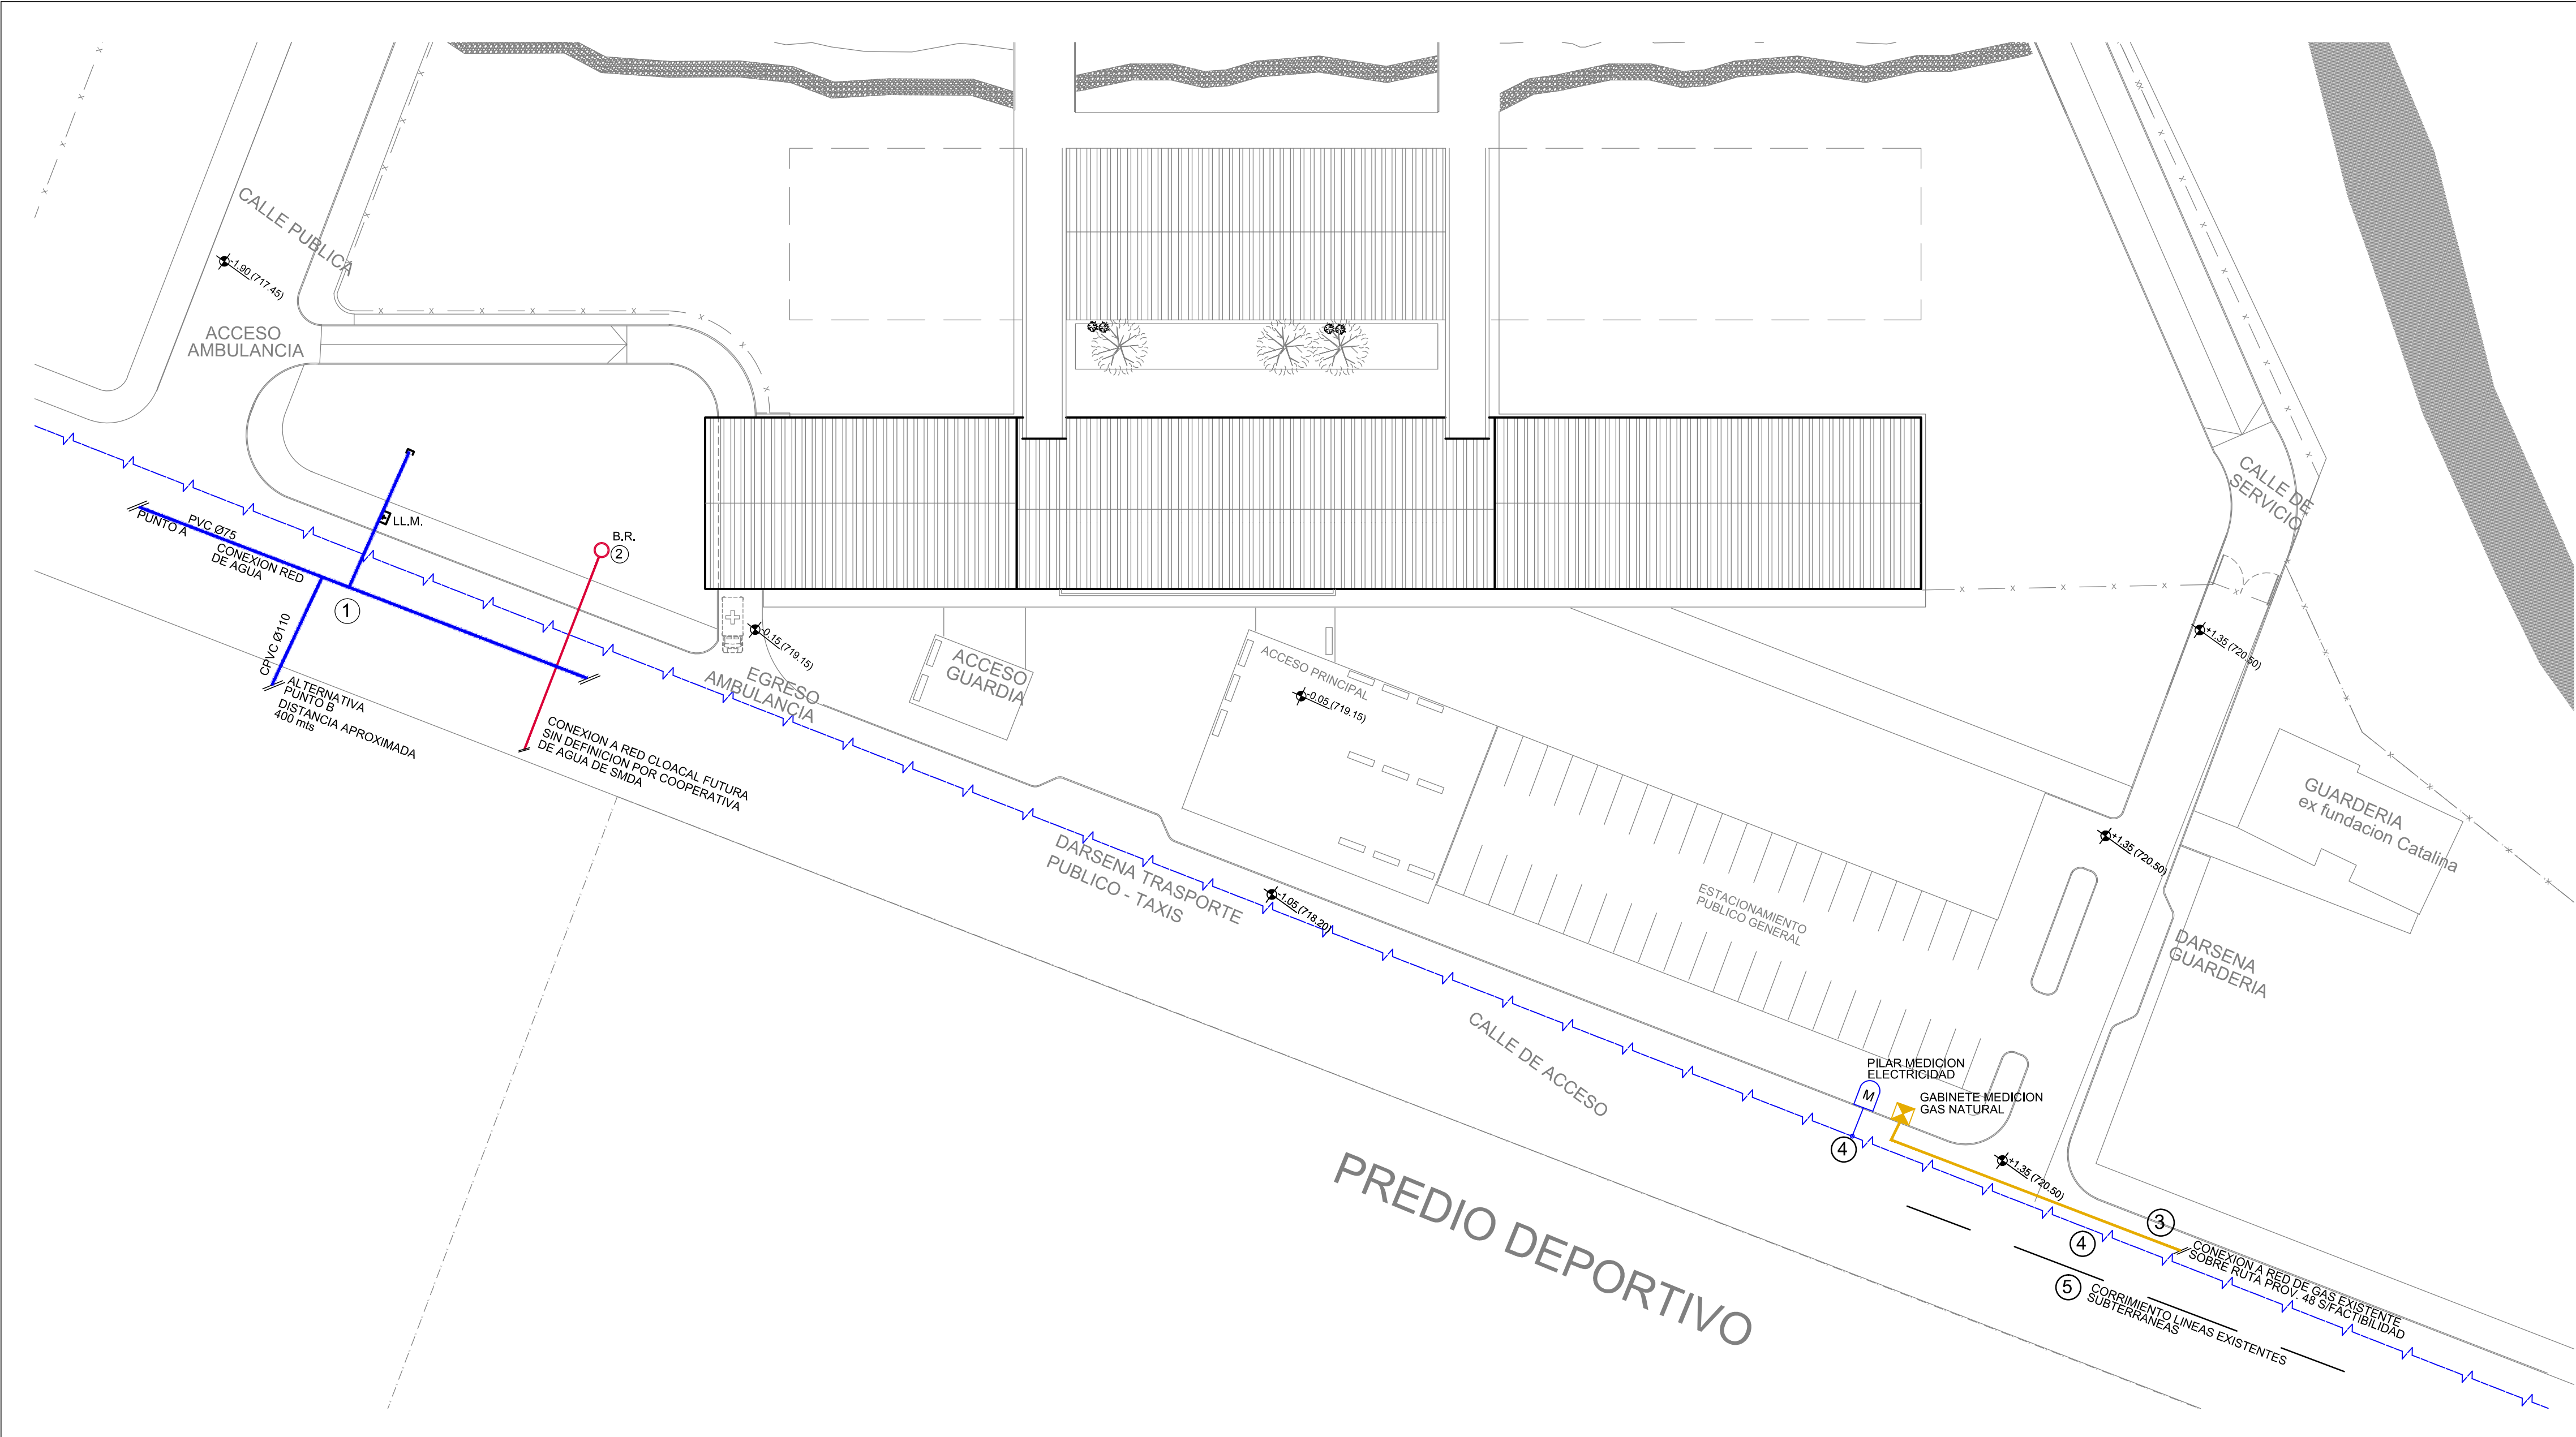 CALLE PUBLICA
-1.90 (717.45)
ACCESO
AMBULANCIA
PVC Ø75
PUNTO A
CONEXION RED
DE AGUA
LL.M.
B.R.
2
1
CPVC Ø110
ALTERNATIVA
PUNTO B
DISTANCIA APROXIMADA
400 mts
CONEXION A RED CLOACAL FUTURA
SIN DEFINICION POR COOPERATIVA
DE AGUA DE SMDA
-0.15 (719.15)
EGRESO
AMBULANCIA
ACCESO
GUARDIA
ACCESO PRINCIPAL
-0.05 (719.15)
DARSENA TRASPORTE
PUBLICO - TAXIS
-1.05 (718.20)
ESTACIONAMIENTO
PUBLICO GENERAL
CALLE DE
SERVICIO
+1.35 (720.50)
+1.35 (720.50)
GUARDERIA
ex fundacion Catalina
DARSENA
GUARDERIA
CALLE DE ACCESO
PILAR MEDICION
ELECTRICIDAD
M
GABINETE MEDICION
GAS NATURAL
4
+1.35 (720.50)
PREDIO DEPORTIVO
3
4
CONEXION A RED DE GAS EXISTENTE
SOBRE RUTA PROV. 48 S/FACTIBILIDAD
5
CORRIMIENTO LINEAS EXISTENTES
SUBTERRANEAS